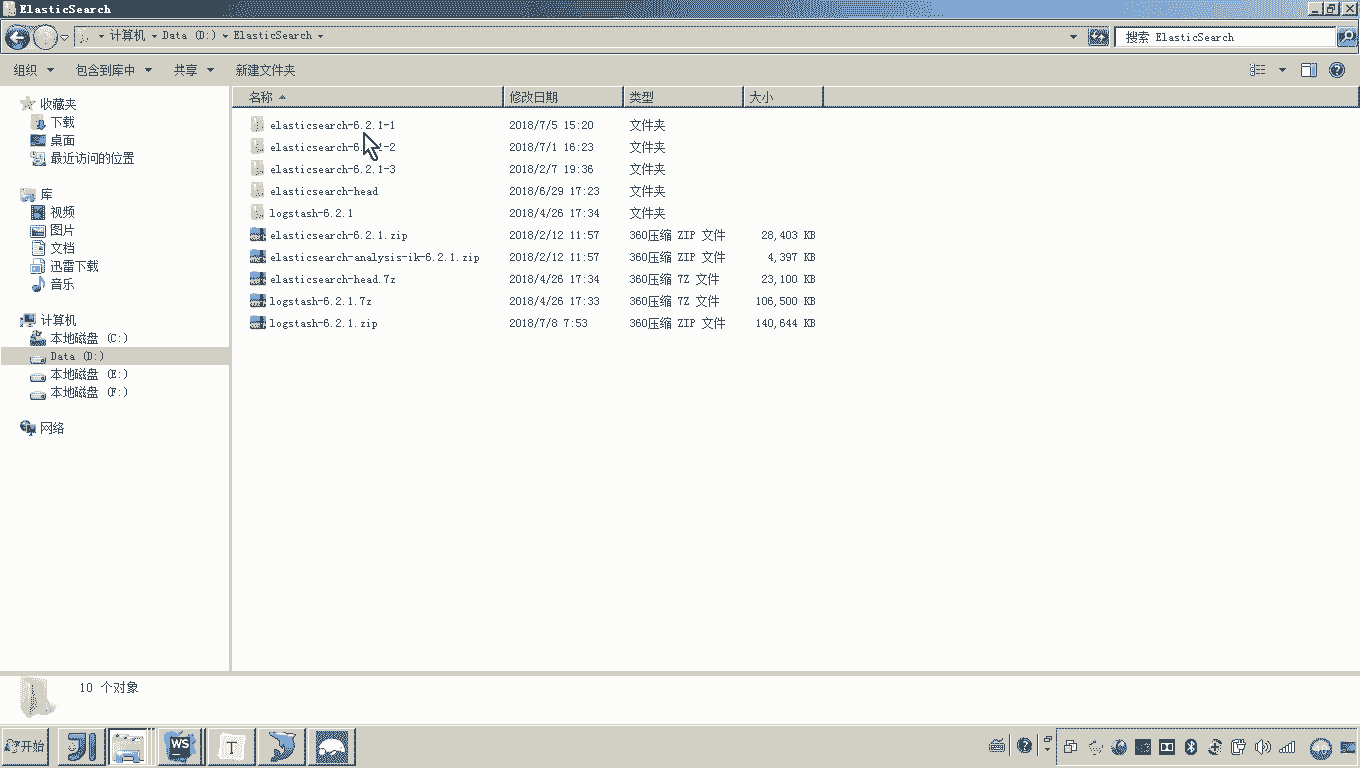 ElasticSearch
计算机 Data (D:) ElasticSearch
搜索 ElasticSearch
组织 包含到库中 共享 新建文件夹
名称 修改日期 类型 大小
收藏夹
下载
桌面
最近访问的位置
库
视频
图片
文档
迅雷下载
音乐
计算机
本地磁盘 (C:)
Data (D:)
本地磁盘 (E:)
本地磁盘 (F:)
网络
elasticsearch-6.2.1-1 2018/7/5 15:20 文件夹
elasticsearch-6. -2 2018/7/1 16:23 文件夹
elasticsearch-6.2.1-3 2018/2/7 19:36 文件夹
elasticsearch-head 2018/6/29 17:23 文件夹
logstash-6.2.1 2018/4/26 17:34 文件夹
elasticsearch-6.2.1.zip 2018/2/12 11:57 360压缩 ZIP 文件 28,403 KB
elasticsearch-analysis-ik-6.2.1.zip 2018/2/12 11:57 360压缩 ZIP 文件 4,397 KB
elasticsearch-head.7z 2018/4/26 17:34 360压缩 7Z 文件 23,100 KB
logstash-6.2.1.7z 2018/4/26 17:33 360压缩 7Z 文件 106,500 KB
logstash-6.2.1.zip 2018/7/8 7:53 360压缩 ZIP 文件 140,644 KB
10 个对象
开始 WS T